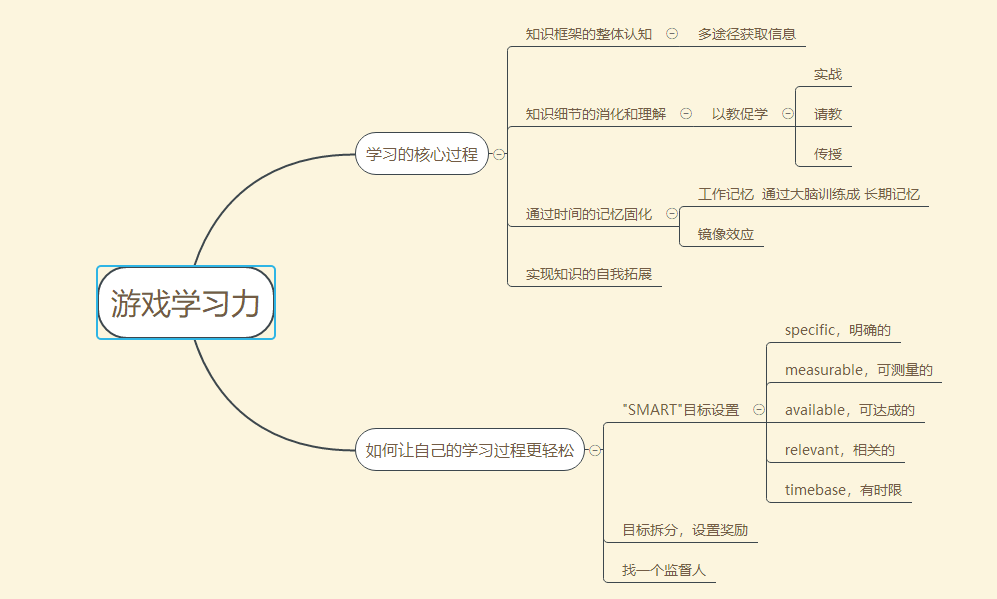 游戏学习力
学习的核心过程
知识框架的整体认知
多途径获取信息
知识细节的消化和理解
以教促学
实战
请教
传授
通过时间的记忆固化
工作记忆 通过大脑训练成 长期记忆
镜像效应
实现知识的自我拓展
如何让自己的学习过程更轻松
"SMART"目标设置
specific，明确的
measurable，可测量的
available，可达成的
relevant，相关的
timebase，有时限
目标拆分，设置奖励
找一个监督人